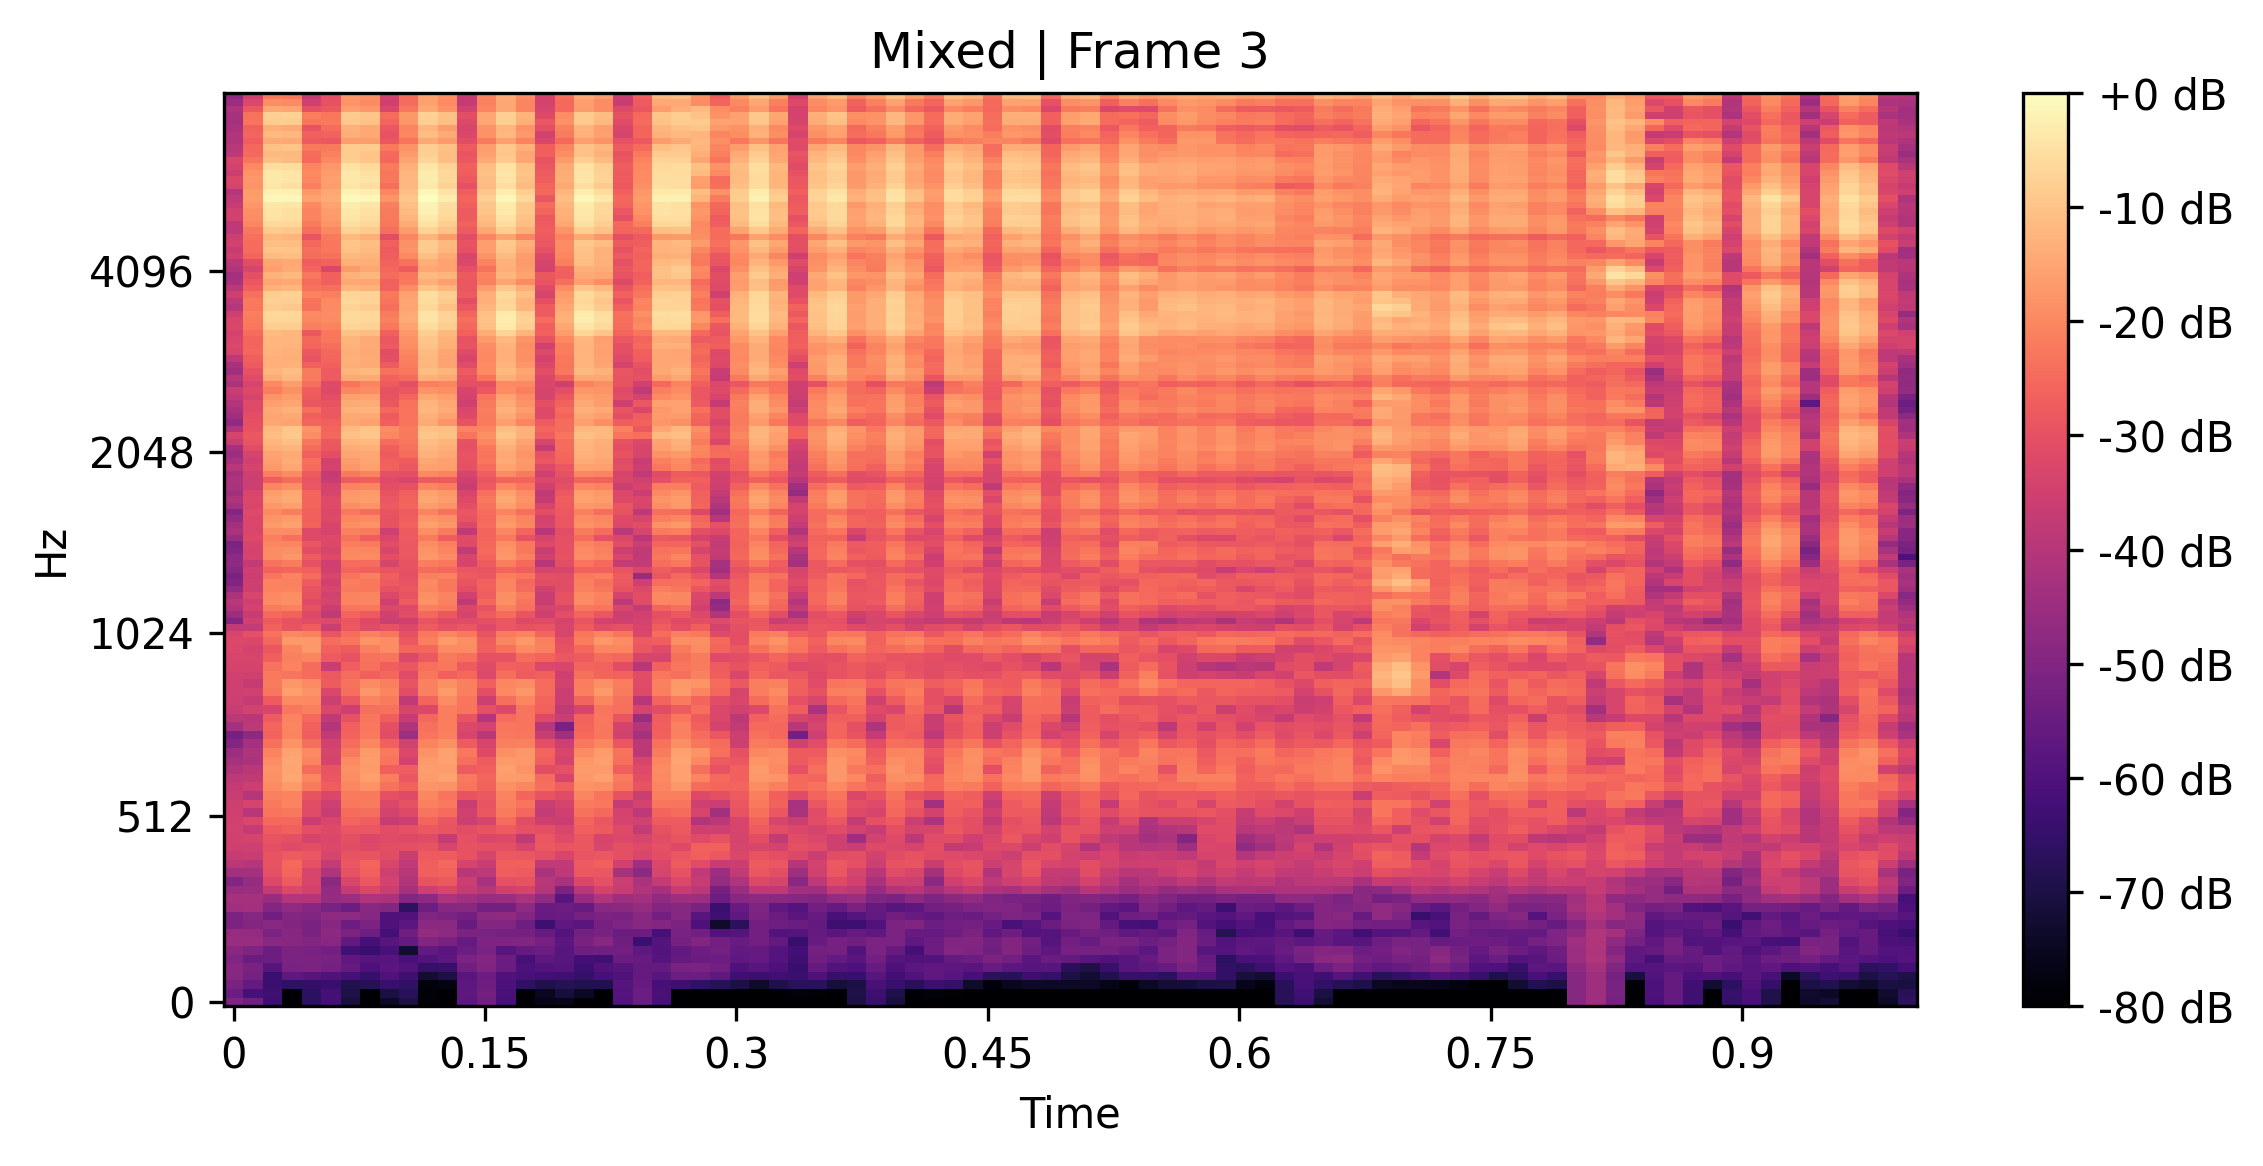 Mixed | Frame 3
+0 dB
-10 dB
4096
-20 dB
-30 dB
2048
Hz
-40 dB
1024
-50 dB
512
-60 dB
-70 dB
0
-80 dB
0 0.15 0.3 0.45 0.6 0.75 0.9
Time